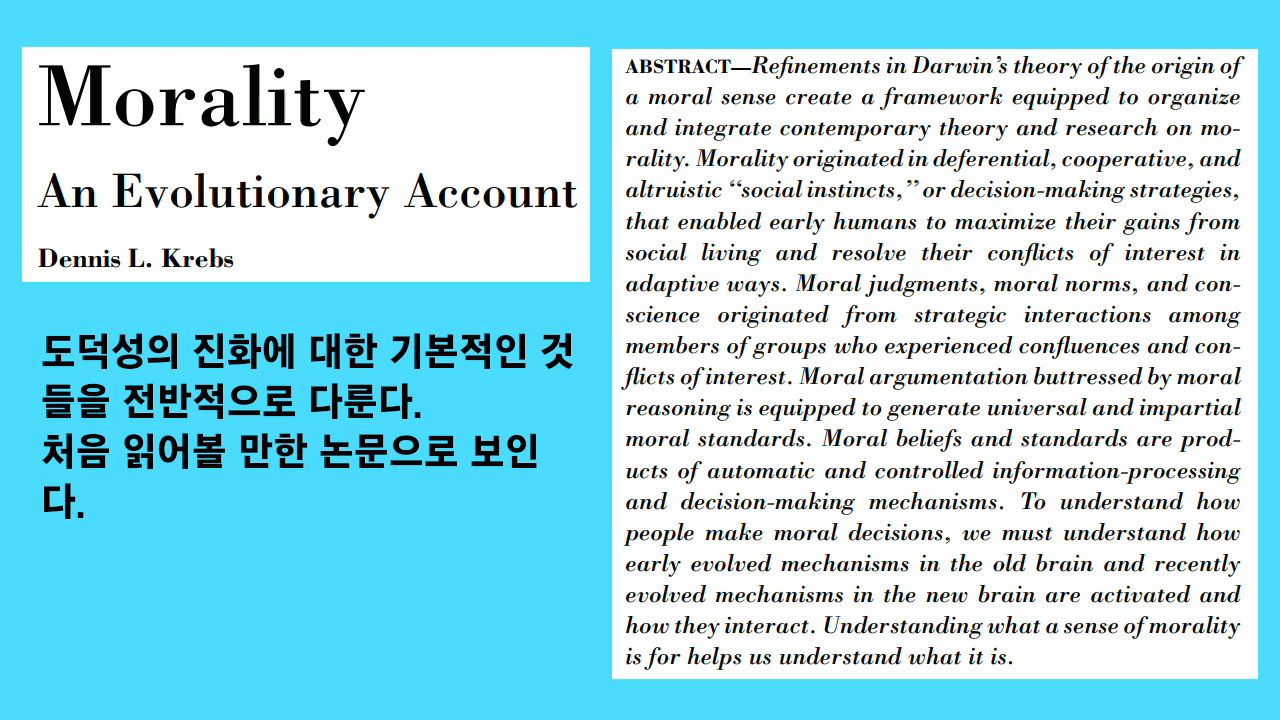 Morality
An Evolutionary Account
Dennis L. Krebs
도덕성의 진화에 대한 기본적인 것
들을 전반적으로 다룬다.
처음 읽어볼 만한 논문으로 보인
다.
ABSTRACT—Refinements in Darwin’s theory of the origin of
a moral sense create a framework equipped to organize
and integrate contemporary theory and research on mo-
rality. Morality originated in deferential, cooperative, and
altruistic “social instincts,” or decision-making strategies,
that enabled early humans to maximize their gains from
social living and resolve their conflicts of interest in
adaptive ways. Moral judgments, moral norms, and con-
science originated from strategic interactions among
members of groups who experienced confluences and con-
flicts of interest. Moral argumentation buttressed by moral
reasoning is equipped to generate universal and impartial
moral standards. Moral beliefs and standards are prod-
ucts of automatic and controlled information-processing
and decision-making mechanisms. To understand how
people make moral decisions, we must understand how
early evolved mechanisms in the old brain and recently
evolved mechanisms in the new brain are activated and
how they interact. Understanding what a sense of morality
is for helps us understand what it is.